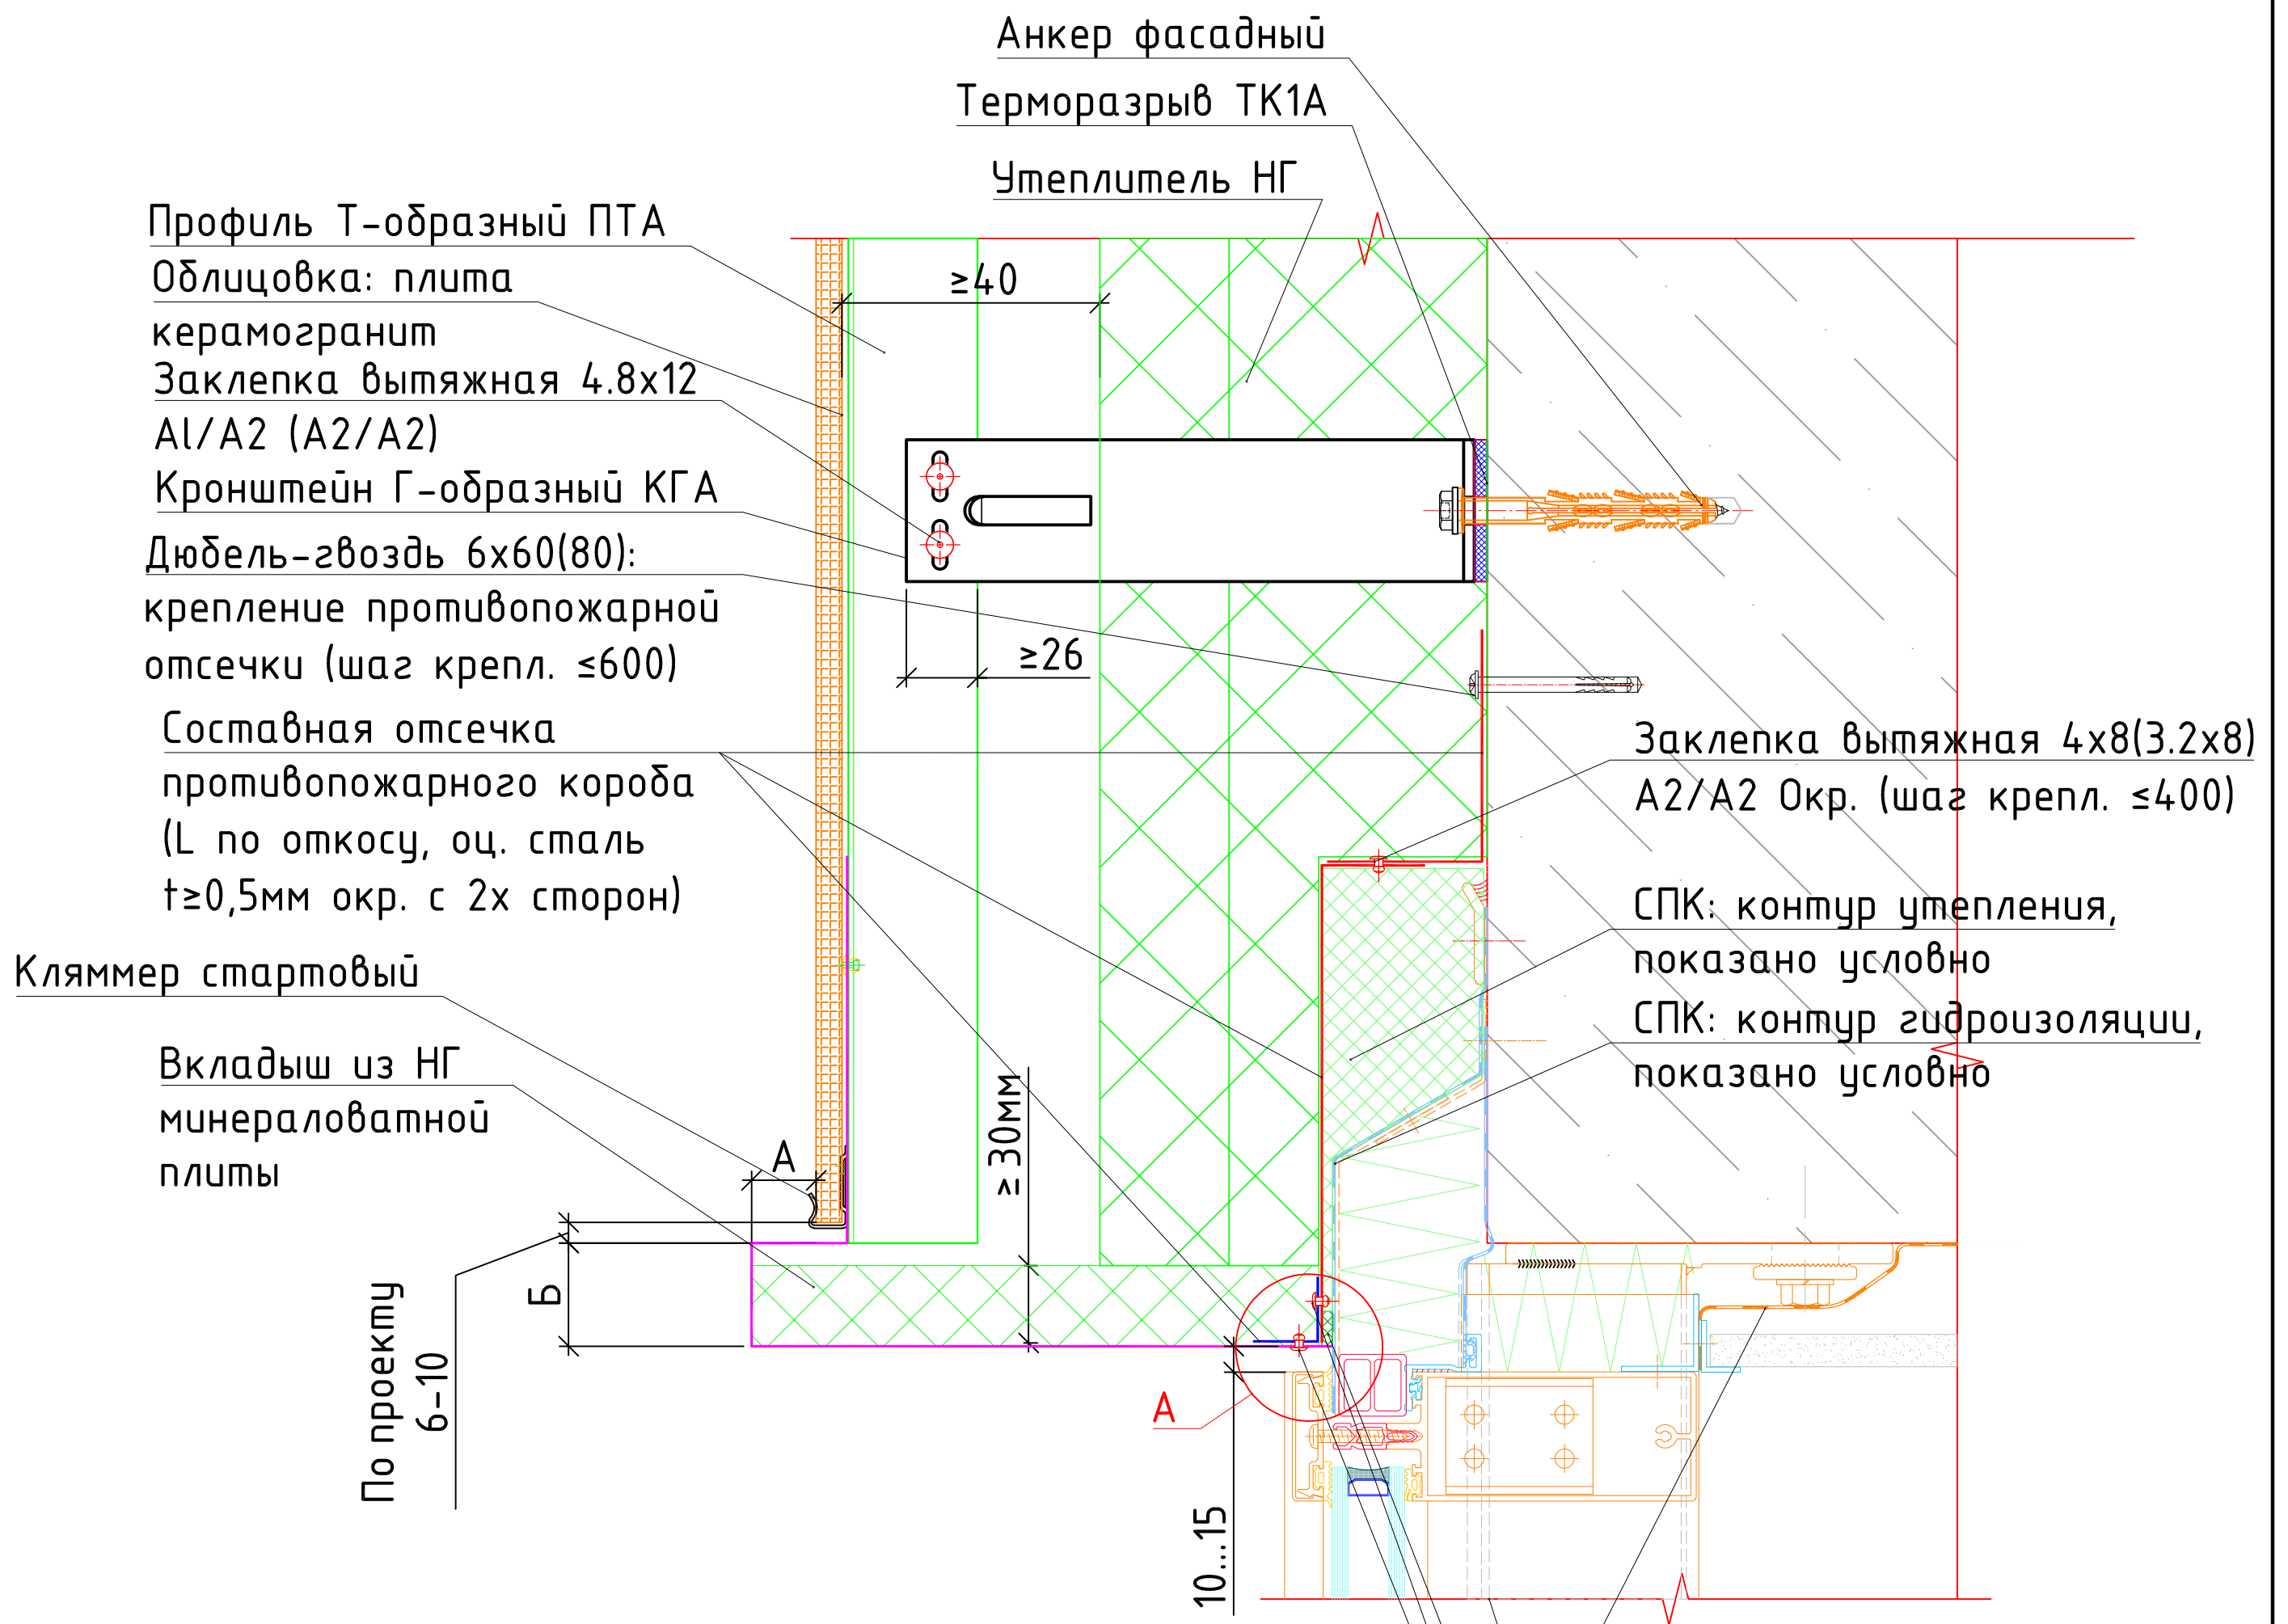 Анкер фасадный
Терморазрыв ТК1А
Утеплитель НГ
Профиль Т-образный ПТА
Облицовка: плита
керамогранит
Заклепка вытяжная 4.8х12
Al/A2 (A2/A2)
Кронштейн Г-образный КГА
Дюбель-гвоздь 6х60(80):
крепление противопожарной
отсечки (шаг крепл. ≤600)
Составная отсечка
противопожарного короба
(L по откосу, оц. сталь
t≥0,5мм окр. с 2х сторон)
Кляммер стартовый
Вкладыш из НГ
минераловатной
плиты
≥40
≥26
Заклепка вытяжная 4х8(3.2х8)
A2/A2 Окр. (шаг крепл. ≤400)
СПК: контур утепления,
показано условно
СПК: контур гидроизоляции,
показано условно
≥ 30мм
А
Б
По проекту
6-10
А
10...15